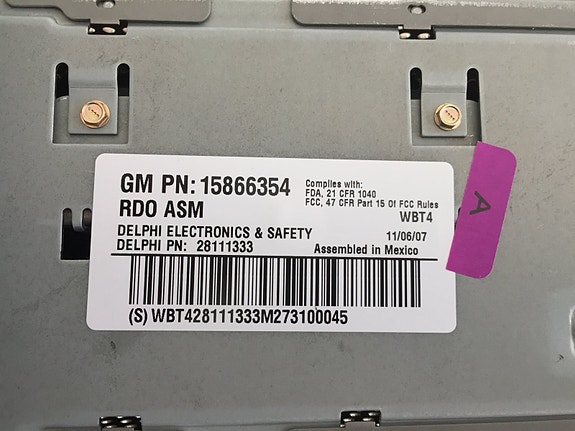 GM PN: 15866354
RDO ASM
Complies with:
FDA, 21 CFR 1040
FCC, 47 CFR Part 15 Of FCC Rules
WBT4
DELPHI ELECTRONICS & SAFETY
11/06/07
DELPHI PN: 28111333
Assembled in Mexico
(S) WBT428111333M273100045
A